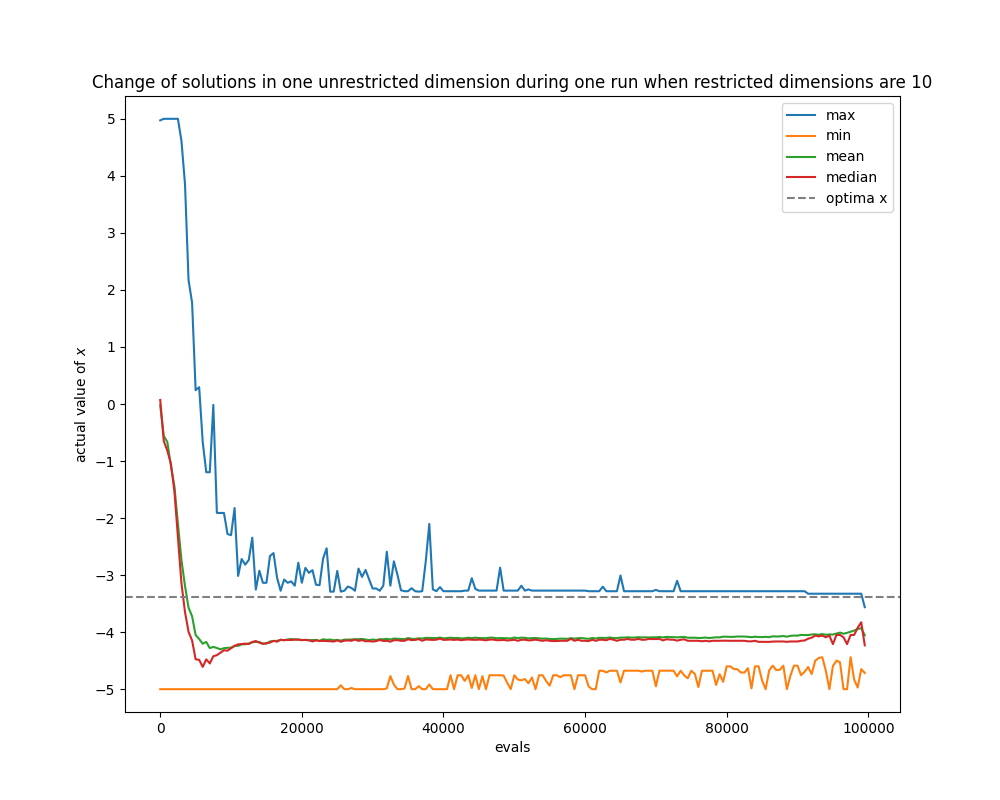 Change of solutions in one unrestricted dimension during one run when restricted dimensions are 10
max
min
mean
median
optima x
5
4
3
2
1
0
−1
−2
−3
−4
−5
actual value of x
0
20000
40000
60000
80000
100000
evals